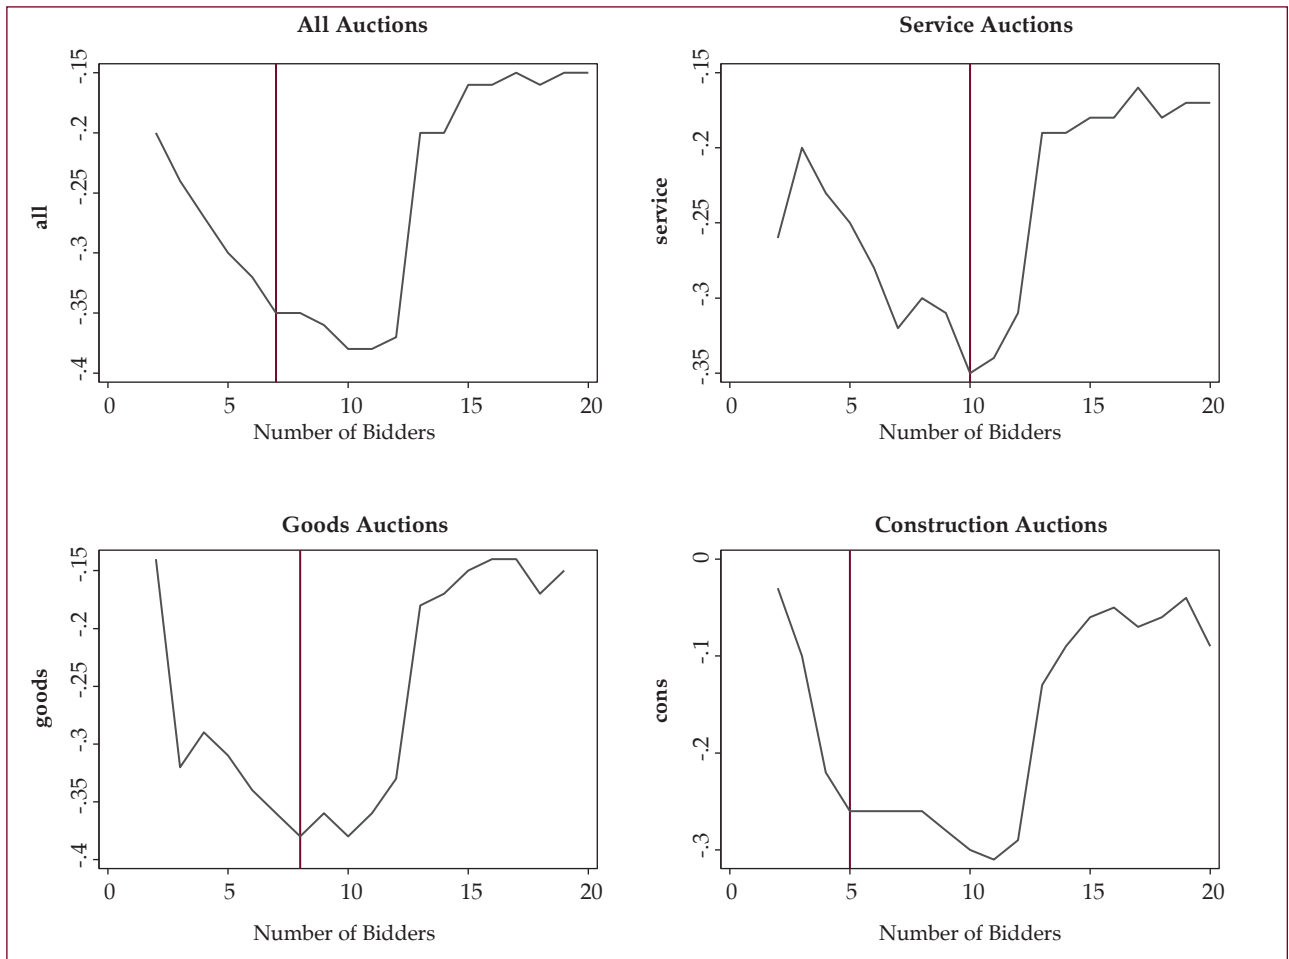 All Auctions
-.15
-.2
-.25
-.3
-.35
-.4
all
0 5 10 15 20
Number of Bidders
Service Auctions
-.15
-.2
-.25
-.3
-.35
service
0 5 10 15 20
Number of Bidders
Goods Auctions
-.15
-.2
-.25
-.3
-.35
-.4
goods
0 5 10 15 20
Number of Bidders
Construction Auctions
0
-.1
-.2
-.3
cons
0 5 10 15 20
Number of Bidders